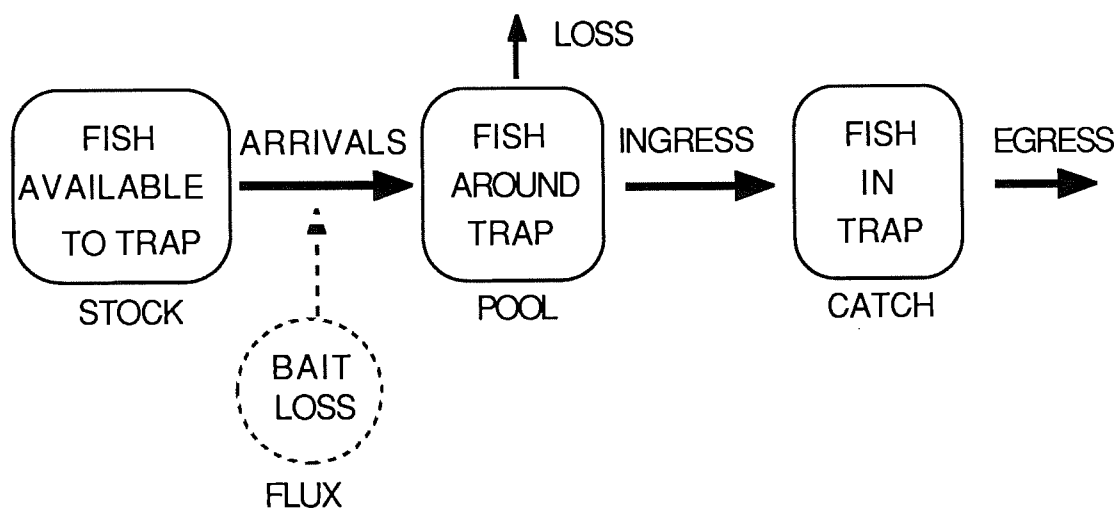 LOSS
FISH
AVAILABLE
TO TRAP
STOCK
ARRIVALS
FISH
AROUND
TRAP
POOL
INGRESS
FISH
IN
TRAP
CATCH
EGRESS
BAIT
LOSS
FLUX